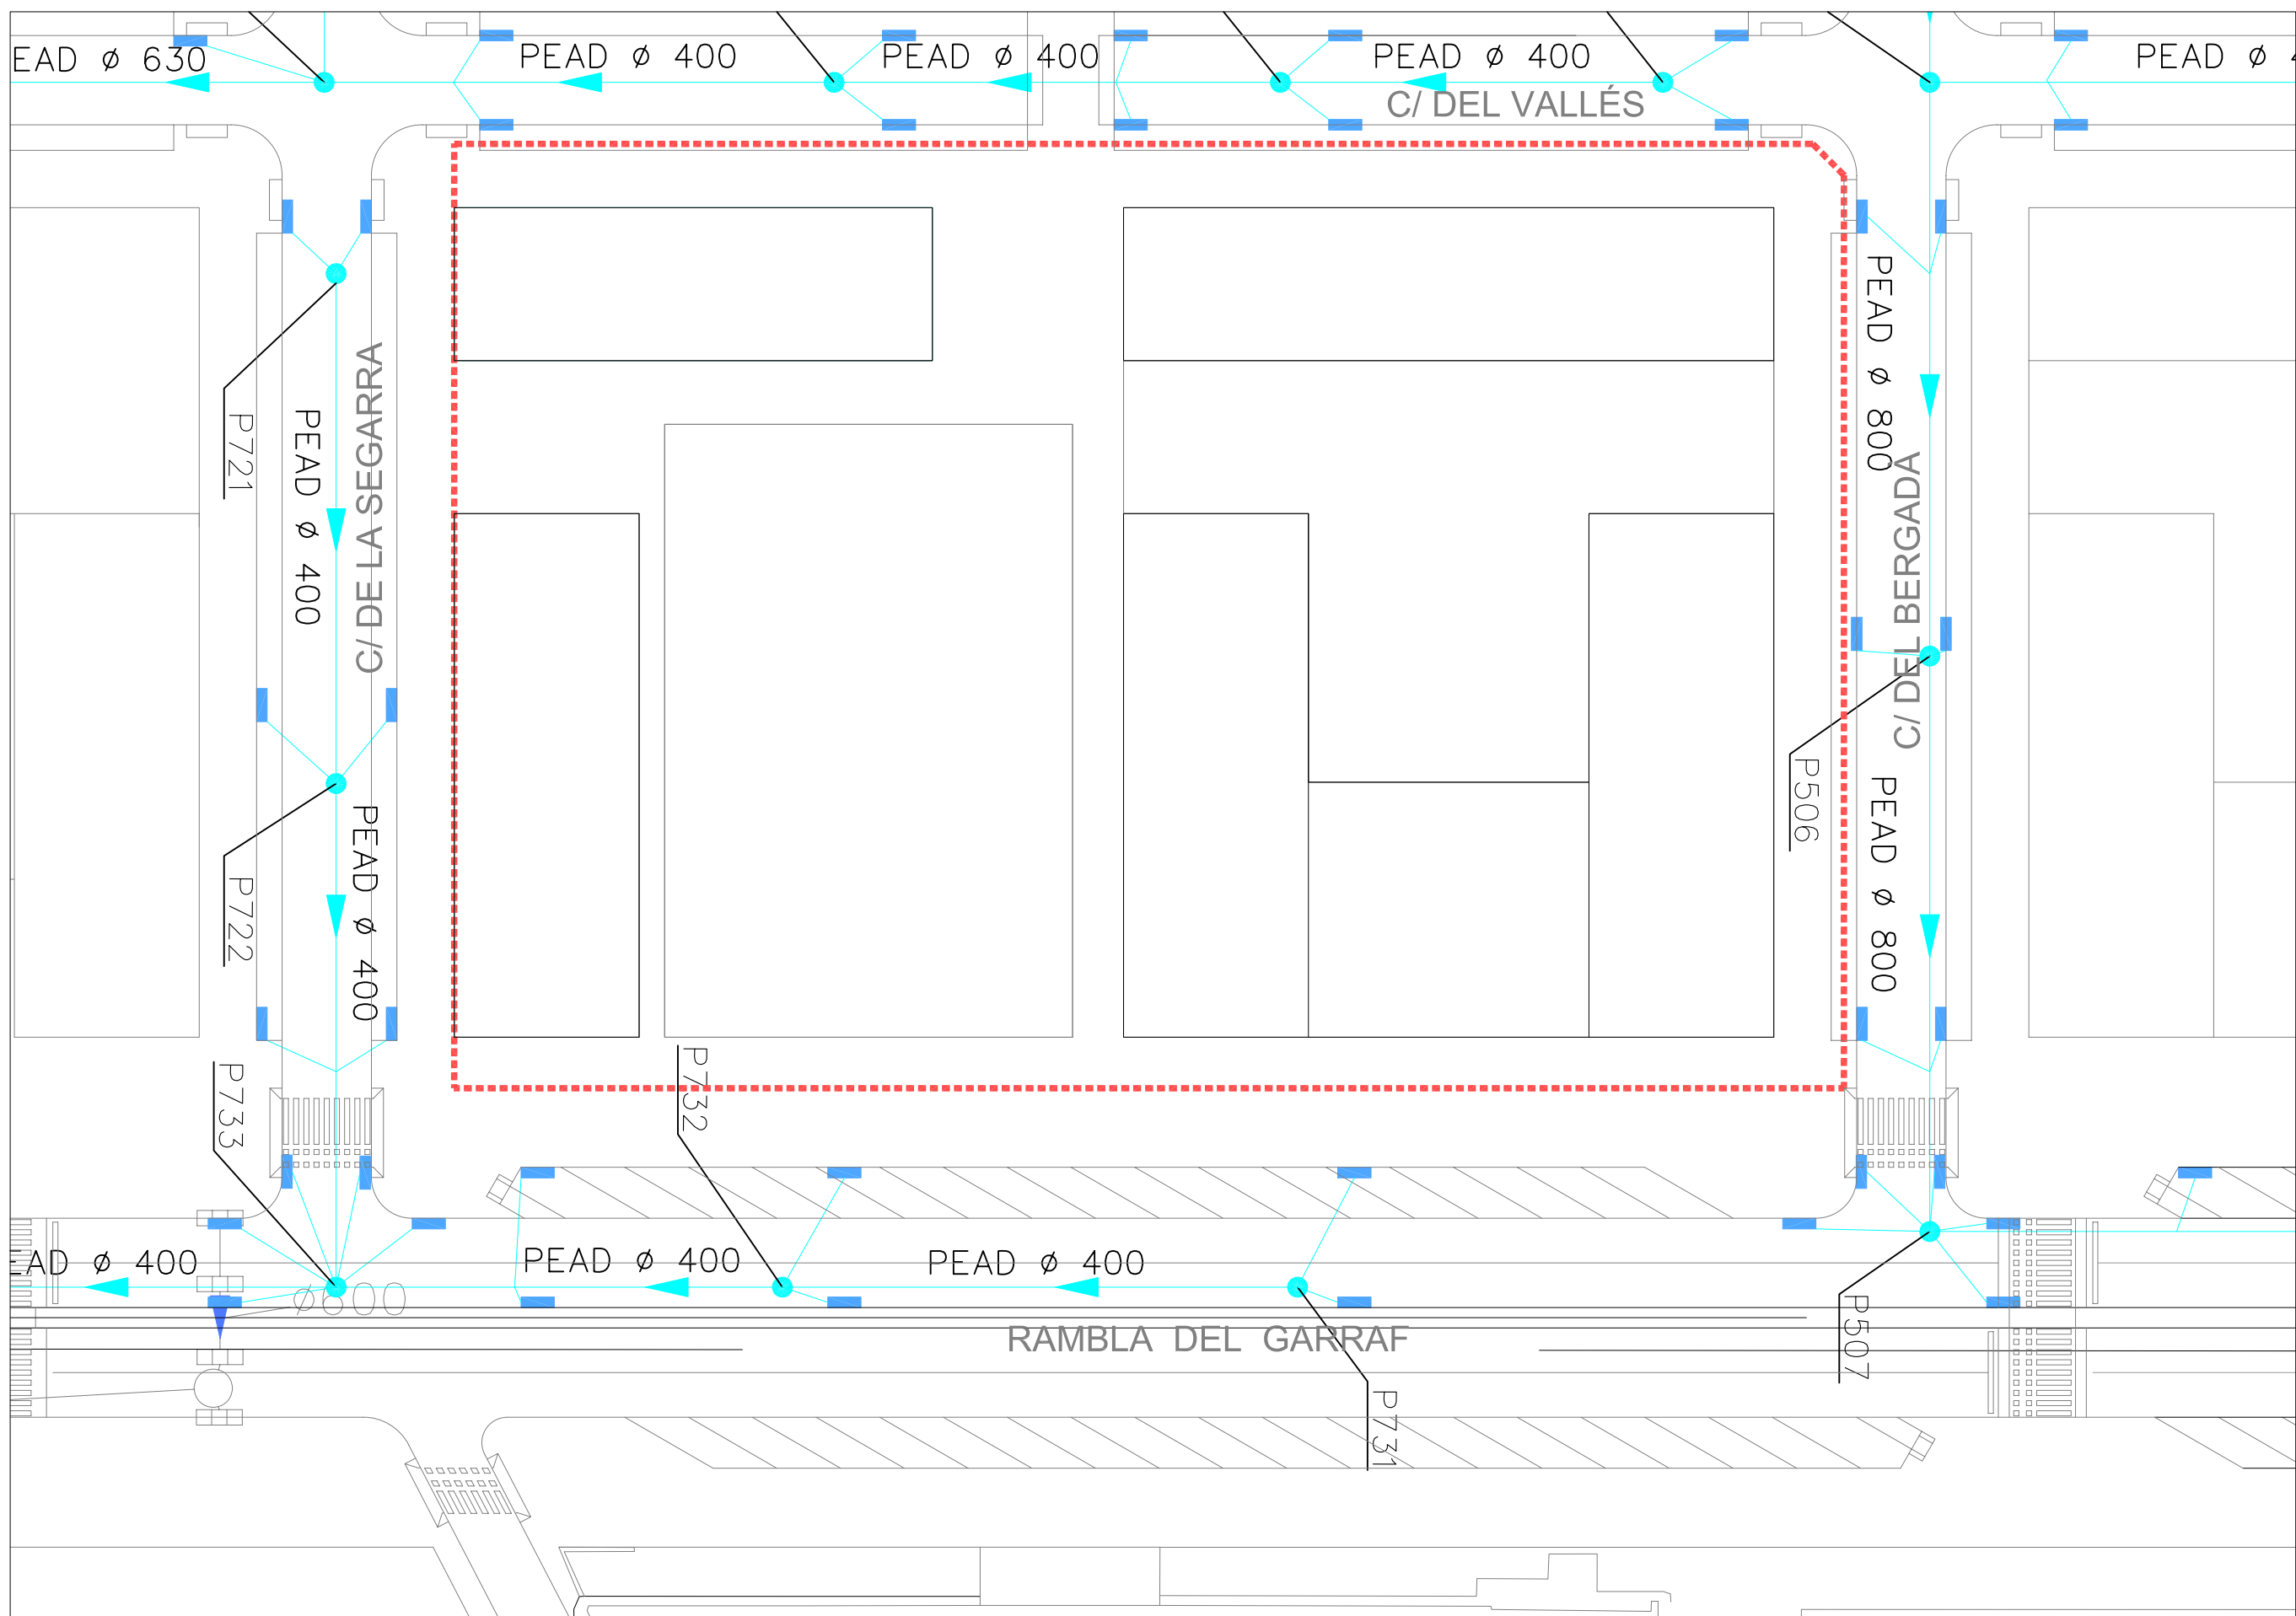 EAD ø 630
PEAD ø 400
PEAD ø 400
PEAD ø 400
PEAD ø 4
C/ DEL VALLÉS
P721
PEAD ø 400
C/ DE LA SEGARRA
PEAD ø 800
C/ DEL BERGADA
P506
PEAD ø 800
P722
PEAD ø 400
P733
P732
EAD ø 400
ø600
PEAD ø 400
PEAD ø 400
RAMBLA DEL GARRAF
P731
P507